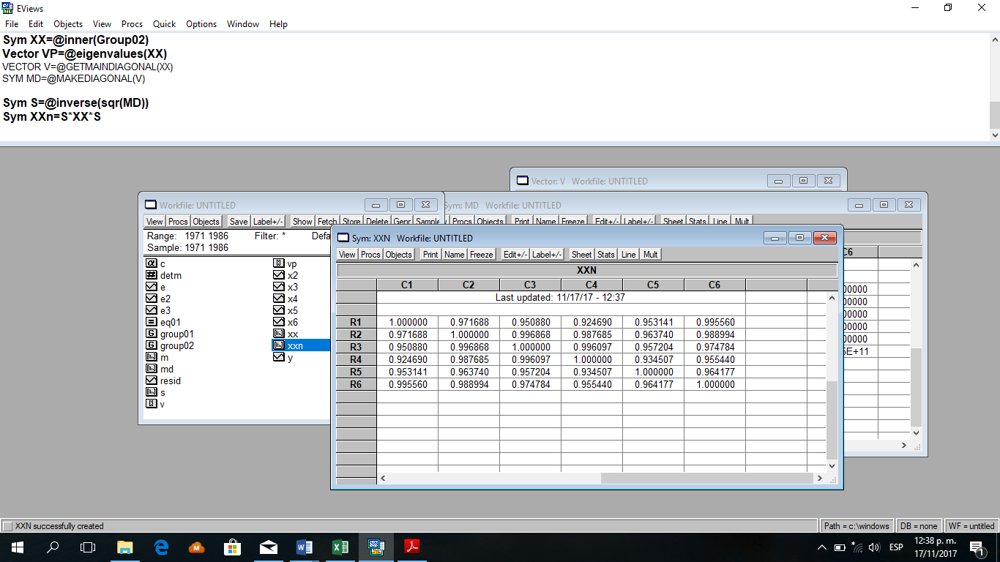 EViews
File Edit Objects View Procs Quick Options Window Help
Sym XX=@inner(Group02)
Vector VP=@eigenvalues(XX)
VECTOR V=@GETMAINDIAGONAL(XX)
SYM MD=@MAKEDIAGONAL(V)
Sym S=@inverse(sqr(MD))
Sym XXn=S*XX*S
Vector: V Workfile: UNTITLED
Workfile: UNTITLED
Sym: MD Workfile: UNTITLED
View Procs Objects Save Label+/- Show Fetch Store Delete Genr Sample
Procs Objects Print Name Freeze Edit+/- Label+/- Sheet Stats Line Mult
Range: 1971 1986 Filter: * Defa
Sample: 1971 1986
c
detm
e
e2
e3
eq01
group01
group02
m
md
resid
s
v
vp
x2
x3
x4
x5
x6
xx
xxn
y
Sym: XXN Workfile: UNTITLED
View Procs Objects Print Name Freeze Edit+/- Label+/- Sheet Stats Line Mult
XXN
C1 C2 C3 C4 C5 C6
Last updated: 11/17/17 - 12:37
R1 1.000000 0.971688 0.950880 0.924690 0.953141 0.995560
R2 0.971688 1.000000 0.996868 0.987685 0.963740 0.988994
R3 0.950880 0.996868 1.000000 0.996097 0.957204 0.974784
R4 0.924690 0.987685 0.996097 1.000000 0.934507 0.955440
R5 0.953141 0.963740 0.957204 0.934507 1.000000 0.964177
R6 0.995560 0.988994 0.974784 0.955440 0.964177 1.000000
C6
00000
00000
00000
00000
00000
6E+11
XXN successfully created
Path = c:\windows DB = none WF = untitled
ESP
12:38 p. m.
17/11/2017
1